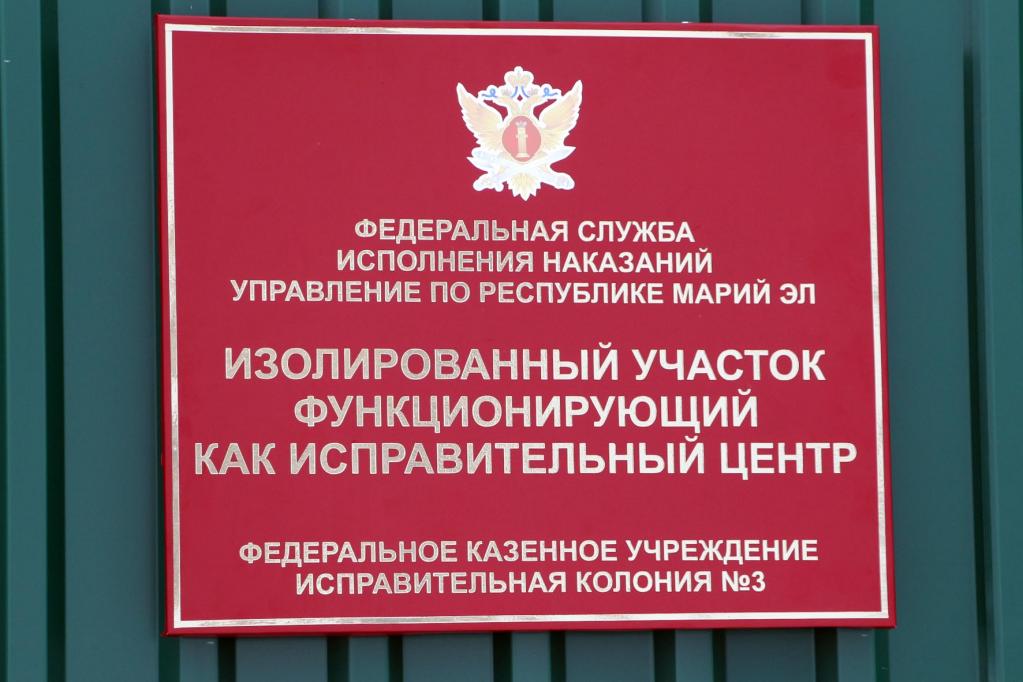 ФЕДЕРАЛЬНАЯ СЛУЖБА
ИСПОЛНЕНИЯ НАКАЗАНИЙ
УПРАВЛЕНИЕ ПО РЕСПУБЛИКЕ МАРИЙ ЭЛ
ИЗОЛИРОВАННЫЙ УЧАСТОК
ФУНКЦИОНИРУЮЩИЙ
КАК ИСПРАВИТЕЛЬНЫЙ ЦЕНТР
ФЕДЕРАЛЬНОЕ КАЗЕННОЕ УЧРЕЖДЕНИЕ
ИСПРАВИТЕЛЬНАЯ КОЛОНИЯ №3